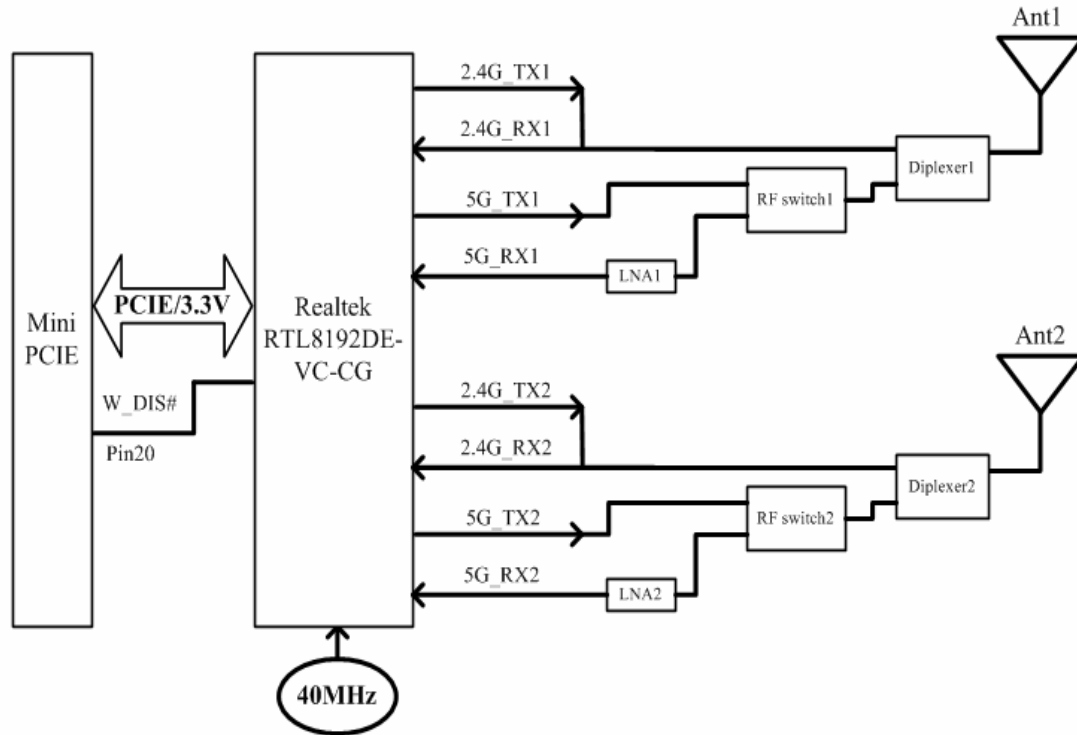 Ant1
2.4G_TX1
2.4G_RX1
Diplexer1
5G_TX1
RF switch1
5G_RX1
LNA1
Mini
PCIE
PCIE/3.3V
Realtek
RTL8192DE-
VC-CG
W_DIS#
Pin20
Ant2
2.4G_TX2
2.4G_RX2
Diplexer2
5G_TX2
RF switch2
5G_RX2
LNA2
40MHz